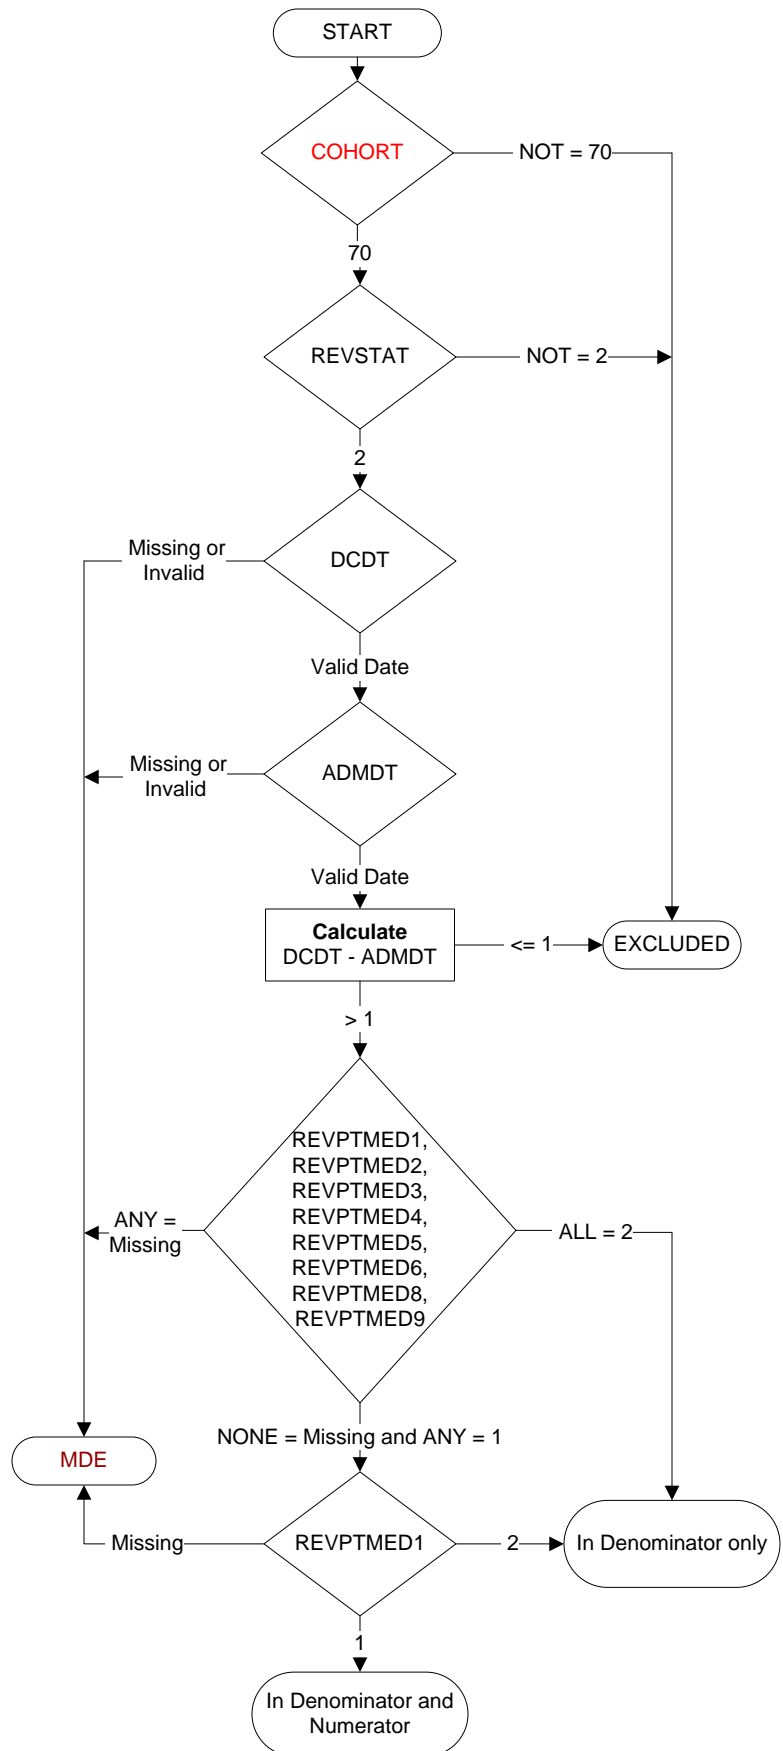 START
COHORT
NOT = 70
70
REVSTAT
NOT = 2
2
Missing or
Invalid
DCDT
Valid Date
Missing or
Invalid
ADMDT
Valid Date
Calculate
DCDT - ADMDT
<= 1
EXCLUDED
> 1
REVPTMED1,
REVPTMED2,
REVPTMED3,
REVPTMED4,
REVPTMED5,
REVPTMED6,
REVPTMED8,
REVPTMED9
ANY =
Missing
ALL = 2
NONE = Missing and ANY = 1
MDE
Missing
REVPTMED1
2
In Denominator only
1
In Denominator and
Numerator